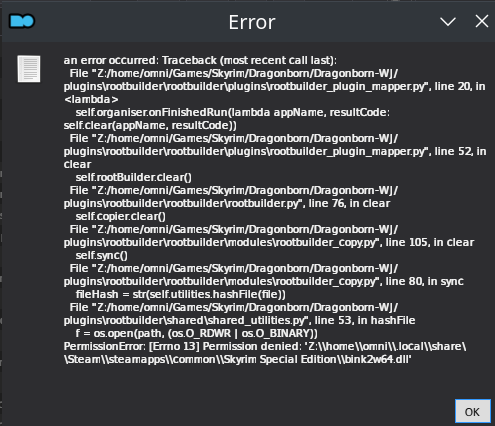 Error
an error occurred: Traceback (most recent call last):
File "Z:/home/omni/Games/Skyrim/Dragonborn/Dragonborn-WJ/
plugins\rootbuilder\rootbuilder\plugins\rootbuilder_plugin_mapper.py", line 20, in
<lambda>
self.organiser.onFinishedRun(lambda appName, resultCode:
self.clear(appName, resultCode))
File "Z:/home/omni/Games/Skyrim/Dragonborn/Dragonborn-WJ/
plugins\rootbuilder\rootbuilder\plugins\rootbuilder_plugin_mapper.py", line 52, in
clear
self.rootBuilder.clear()
File "Z:/home/omni/Games/Skyrim/Dragonborn/Dragonborn-WJ/
plugins\rootbuilder\rootbuilder\rootbuilder.py", line 76, in clear
self.copier.clear()
File "Z:/home/omni/Games/Skyrim/Dragonborn/Dragonborn-WJ/
plugins\rootbuilder\rootbuilder\modules\rootbuilder_copy.py", line 105, in clear
self.sync()
File "Z:/home/omni/Games/Skyrim/Dragonborn/Dragonborn-WJ/
plugins\rootbuilder\rootbuilder\modules\rootbuilder_copy.py", line 80, in sync
fileHash = str(self.utilities.hashFile(file))
File "Z:/home/omni/Games/Skyrim/Dragonborn/Dragonborn-WJ/
plugins\rootbuilder\shared\shared_utilities.py", line 53, in hashFile
f = os.open(path, (os.O_RDWR | os.O_BINARY))
PermissionError: [Errno 13] Permission denied: 'Z:\\home\\omni\\.local\\share\
\Steam\\steamapps\\common\\Skyrim Special Edition\\bink2w64.dll'
OK